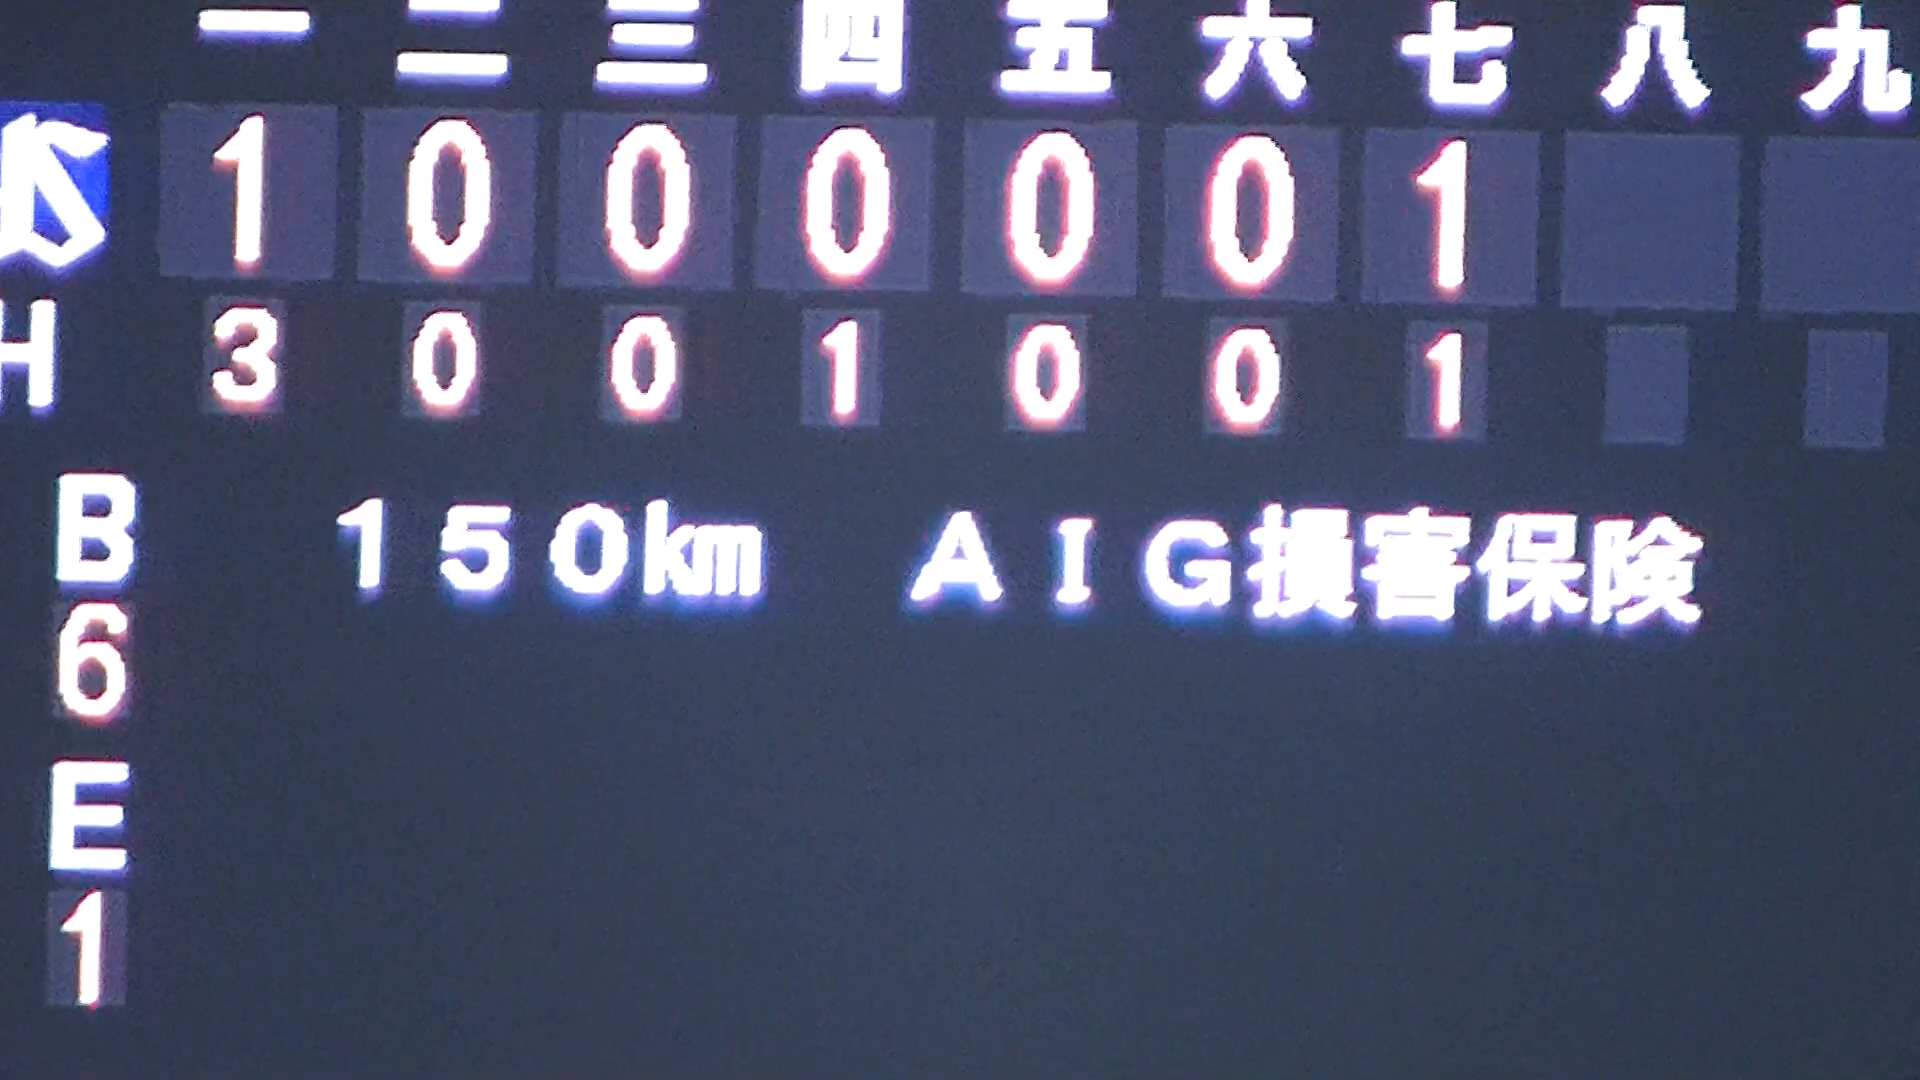 一 二 三 四 五 六 七 八 九
1 0 0 0 0 0 1
H 3 0 0 1 0 0 1
B 150km AIG損害保険
6
E
1